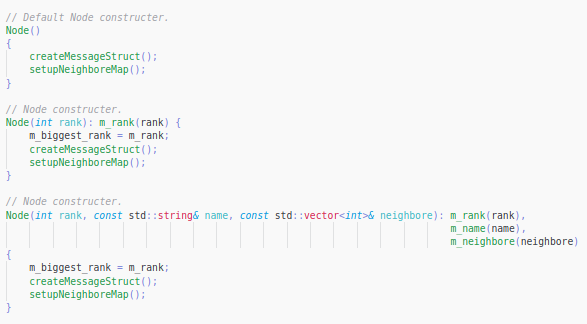 // Default Node constructer.
Node()
{
    createMessageStruct();
    setupNeighboreMap();
}

// Node constructer.
Node(int rank): m_rank(rank) {
    m_biggest_rank = m_rank;
    createMessageStruct();
    setupNeighboreMap();
}

// Node constructer.
Node(int rank, const std::string& name, const std::vector<int>& neighbore): m_rank(rank),
                                                                            m_name(name),
                                                                            m_neighbore(neighbore)
{
    m_biggest_rank = m_rank;
    createMessageStruct();
    setupNeighboreMap();
}